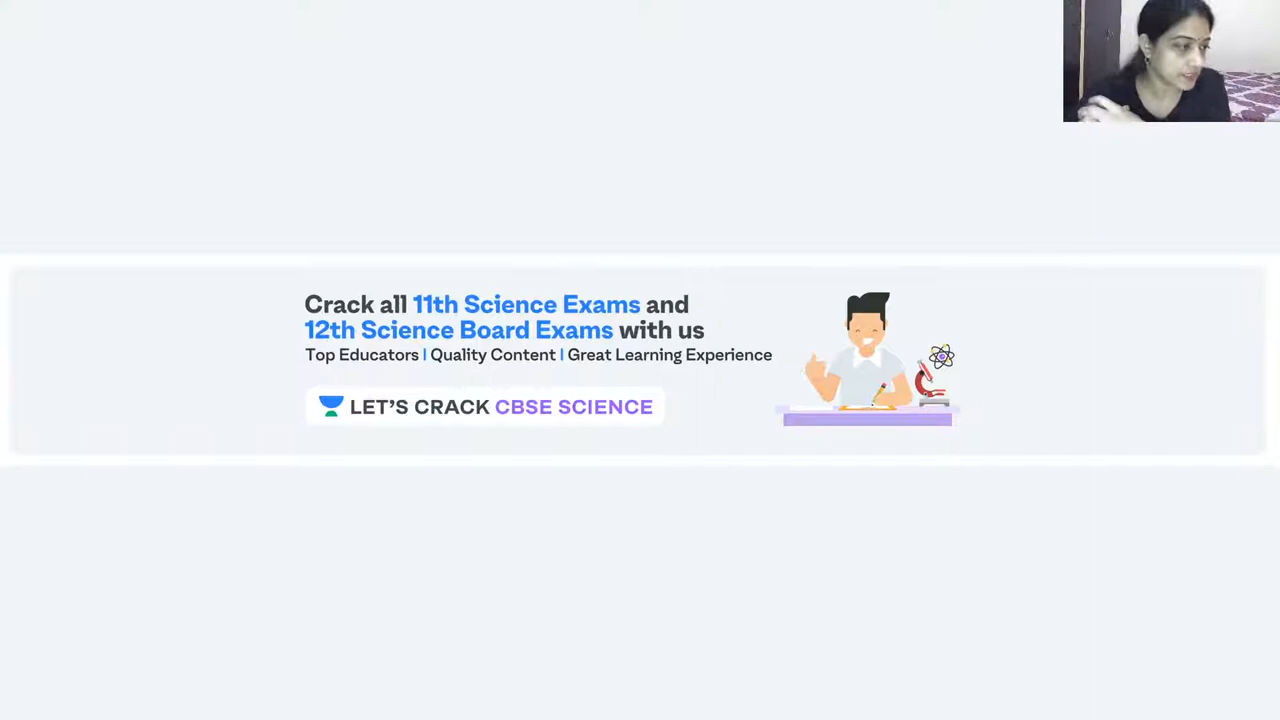 Crack all 11th Science Exams and
12th Science Board Exams with us
Top Educators | Quality Content | Great Learning Experience
LET'S CRACK CBSE SCIENCE